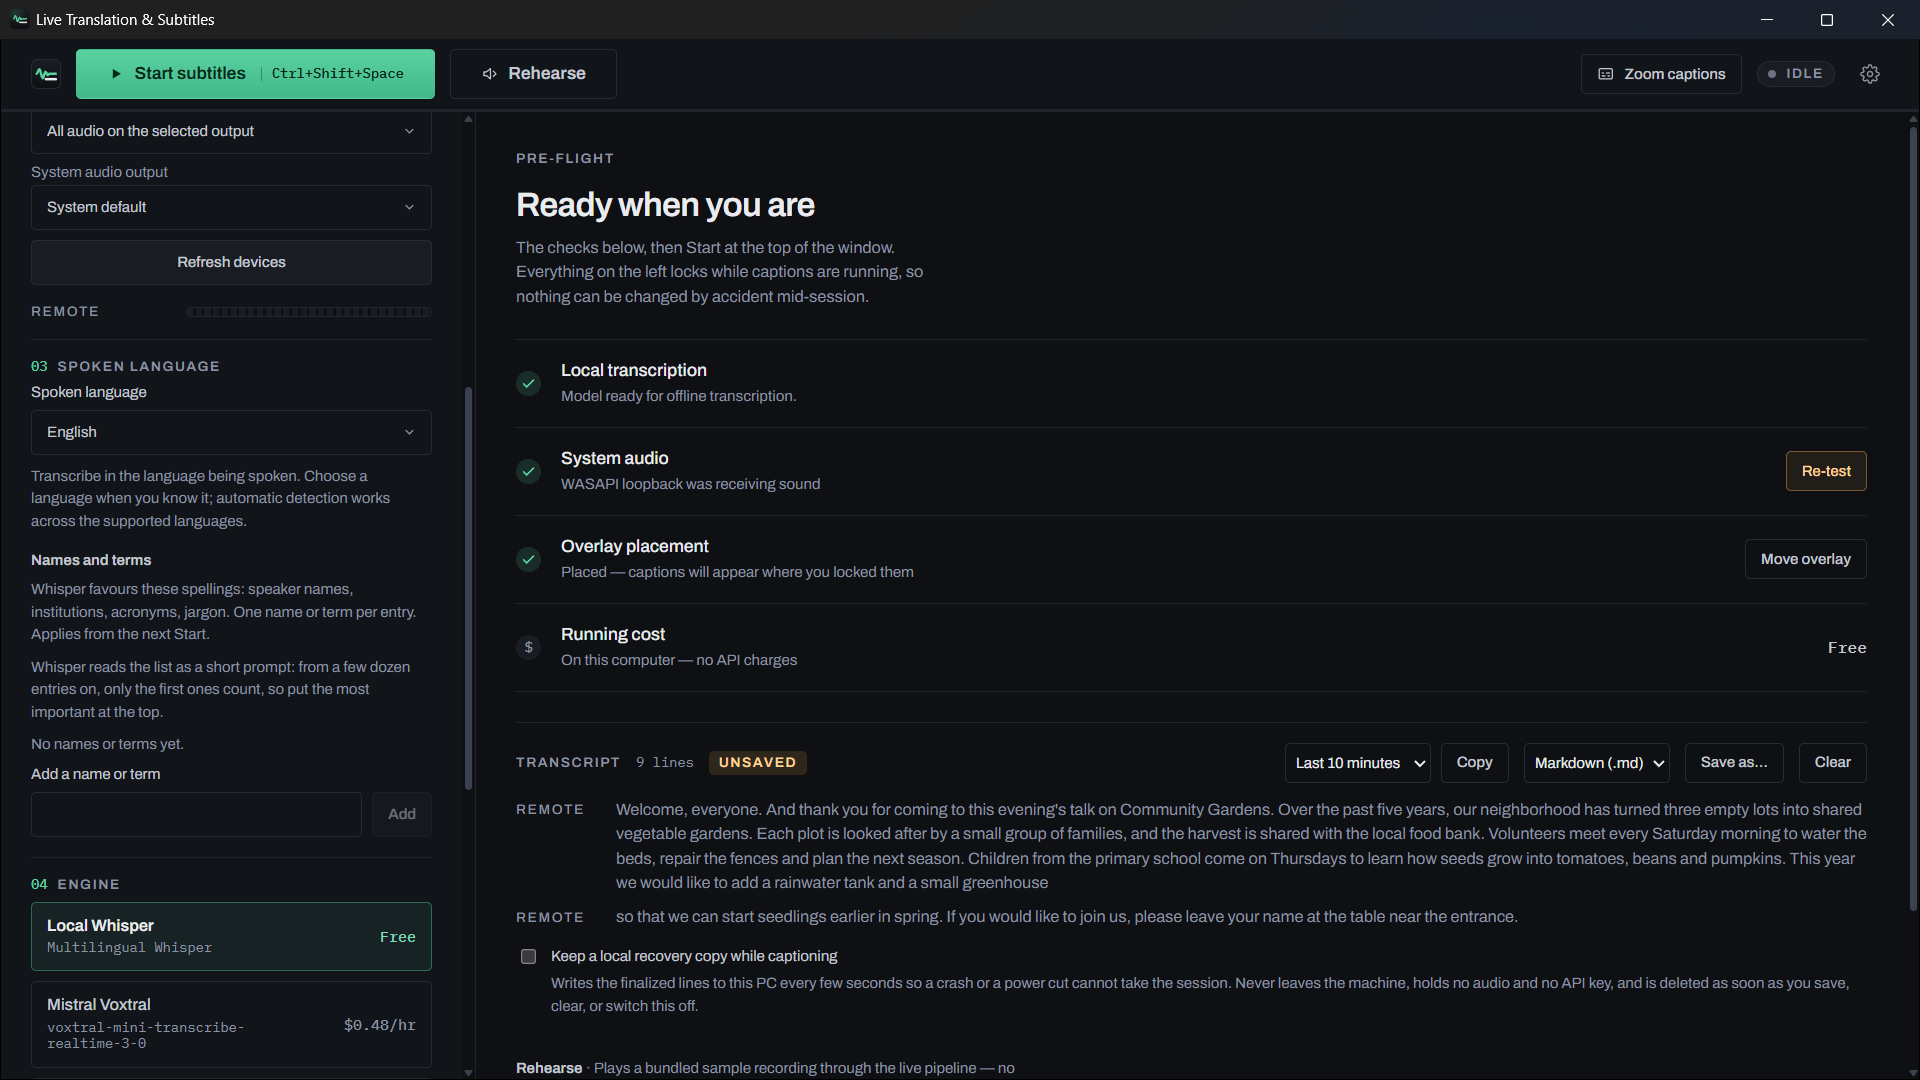 Live Translation & Subtitles
Start subtitles | Ctrl+Shift+Space
Rehearse
Zoom captions
IDLE
All audio on the selected output
System audio output
System default
Refresh devices
REMOTE
03 SPOKEN LANGUAGE
Spoken language
English
Transcribe in the language being spoken. Choose a
language when you know it; automatic detection works
across the supported languages.
Names and terms
Whisper favours these spellings: speaker names,
institutions, acronyms, jargon. One name or term per entry.
Applies from the next Start.
Whisper reads the list as a short prompt: from a few dozen
entries on, only the first ones count, so put the most
important at the top.
No names or terms yet.
Add a name or term
Add
04 ENGINE
Local Whisper
Multilingual Whisper
Free
Mistral Voxtral
voxtral-mini-transcribe-
realtime-3-0
$0.48/hr
PRE-FLIGHT
Ready when you are
The checks below, then Start at the top of the window.
Everything on the left locks while captions are running, so
nothing can be changed by accident mid-session.
Local transcription
Model ready for offline transcription.
System audio
WASAPI loopback was receiving sound
Re-test
Overlay placement
Placed — captions will appear where you locked them
Move overlay
$
Running cost
On this computer — no API charges
Free
TRANSCRIPT 9 lines UNSAVED
Last 10 minutes
Copy
Markdown (.md)
Save as...
Clear
REMOTE
Welcome, everyone. And thank you for coming to this evening's talk on Community Gardens. Over the past five years, our neighborhood has turned three empty lots into shared
vegetable gardens. Each plot is looked after by a small group of families, and the harvest is shared with the local food bank. Volunteers meet every Saturday morning to water the
beds, repair the fences and plan the next season. Children from the primary school come on Thursdays to learn how seeds grow into tomatoes, beans and pumpkins. This year
we would like to add a rainwater tank and a small greenhouse
REMOTE
so that we can start seedlings earlier in spring. If you would like to join us, please leave your name at the table near the entrance.
Keep a local recovery copy while captioning
Writes the finalized lines to this PC every few seconds so a crash or a power cut cannot take the session. Never leaves the machine, holds no audio and no API key, and is deleted as soon as you save,
clear, or switch this off.
Rehearse · Plays a bundled sample recording through the live pipeline — no